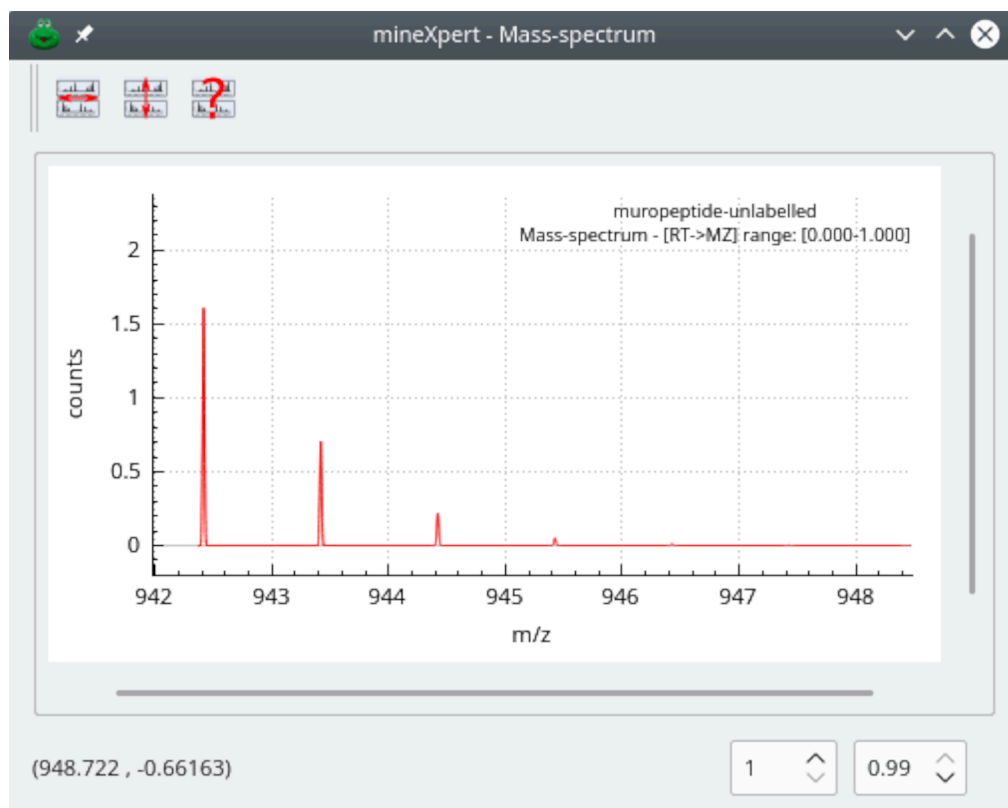 mineXpert - Mass-spectrum
?
muropeptide-unlabelled
Mass-spectrum - [RT->MZ] range: [0.000-1.000]
2
1.5
1
0.5
0
counts
942 943 944 945 946 947 948
m/z
(948.722 , -0.66163)
1
0.99